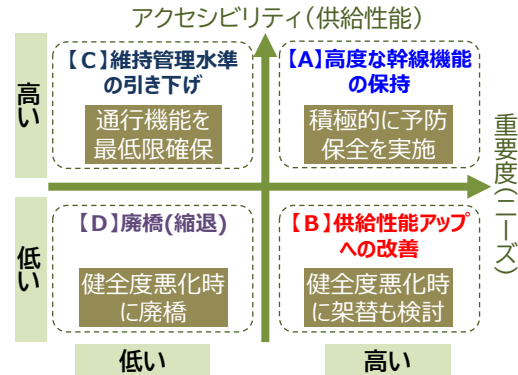 アクセシビリティ（供給性能）
高い
【C】維持管理水準
の引き下げ
通行機能を
最低限確保
【A】高度な幹線機能
の保持
積極的に予防
保全を実施
重要度（ニーズ）
低い
【D】廃橋(縮退)
健全度悪化時
に廃橋
【B】供給性能アップ
への改善
健全度悪化時
に架替も検討
低い
高い